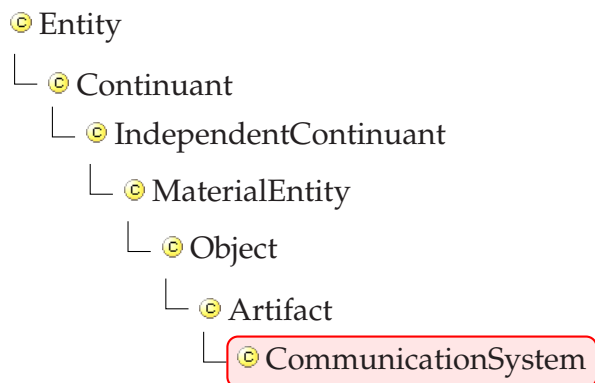 Entity
Continuant
IndependentContinuant
MaterialEntity
Object
Artifact
CommunicationSystem